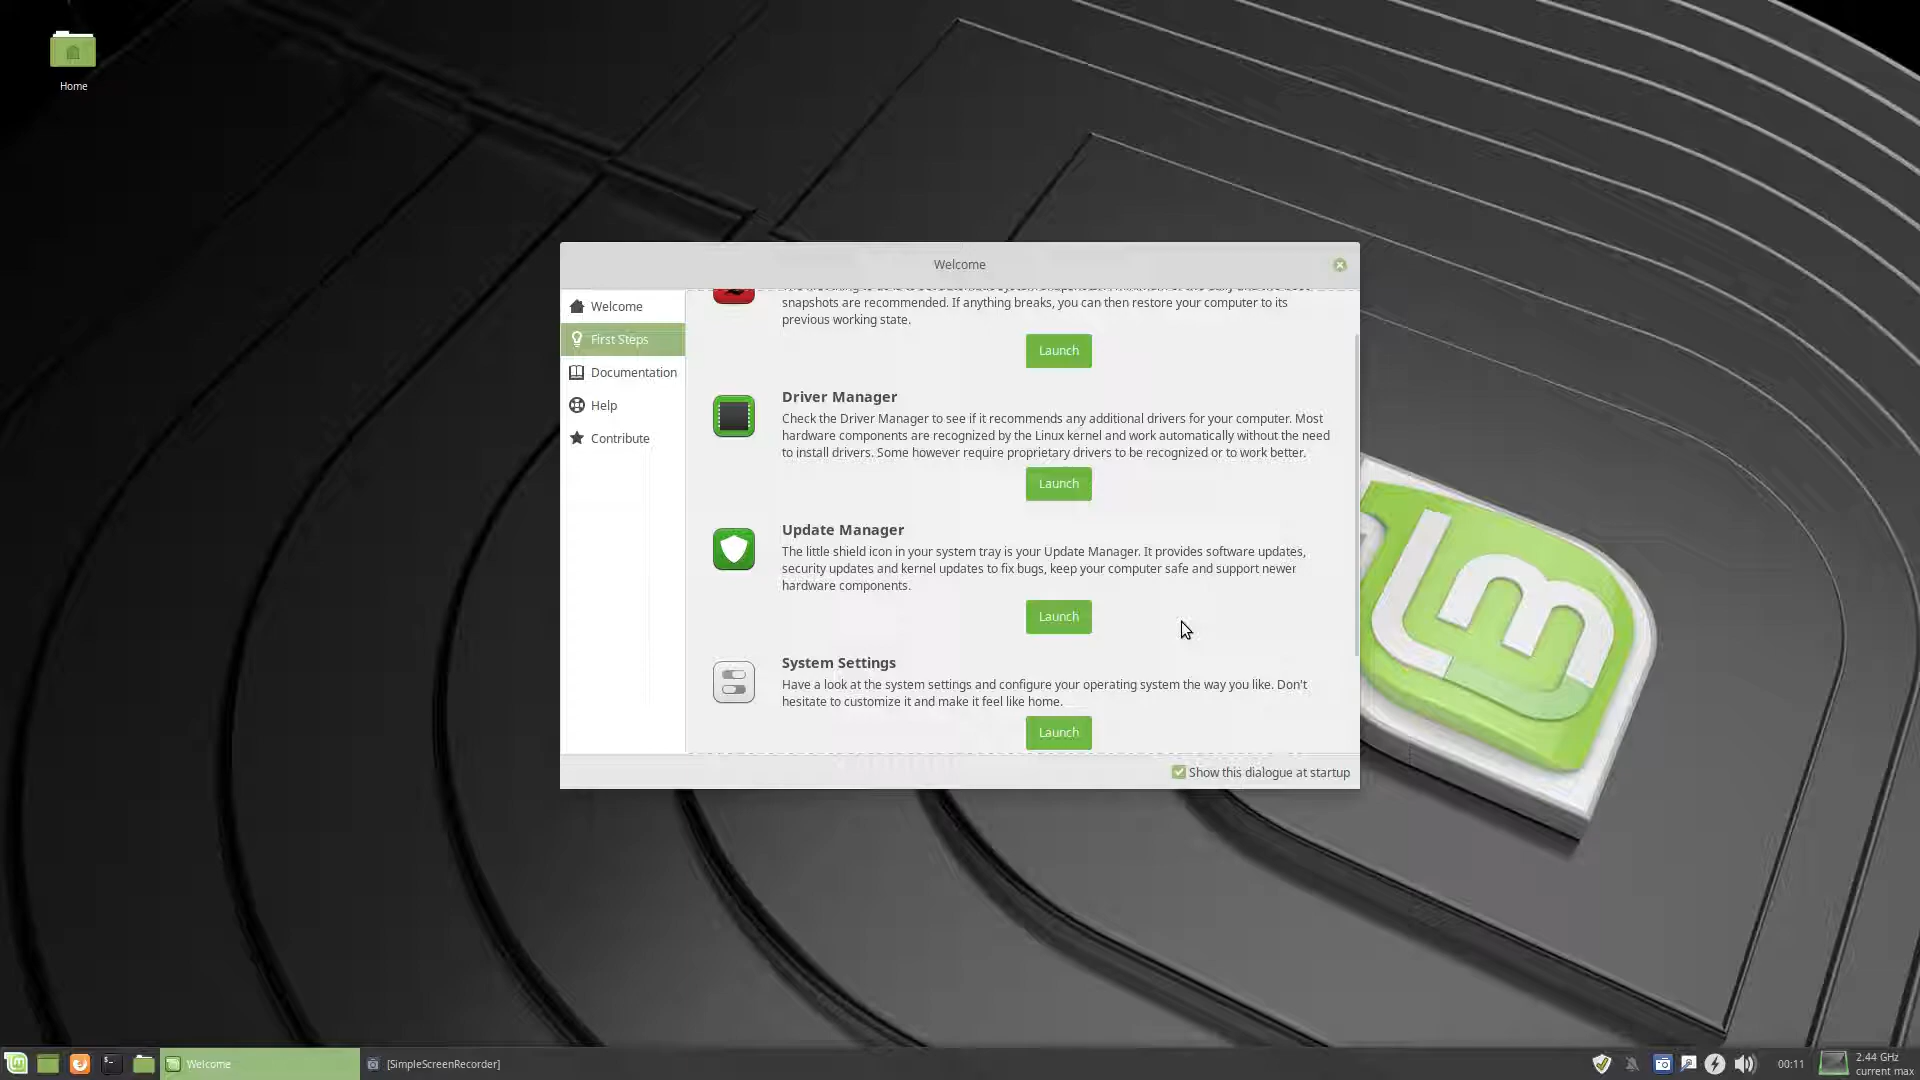 Home
Welcome
Welcome
First Steps
Documentation
Help
Contribute
snapshots are recommended. If anything breaks, you can then restore your computer to its
previous working state.
Launch
Driver Manager
Check the Driver Manager to see if it recommends any additional drivers for your computer. Most
hardware components are recognized by the Linux kernel and work automatically without the need
to install drivers. Some however require proprietary drivers to be recognized or to work better.
Launch
Update Manager
The little shield icon in your system tray is your Update Manager. It provides software updates,
security updates and kernel updates to fix bugs, keep your computer safe and support newer
hardware components.
Launch
System Settings
Have a look at the system settings and configure your operating system the way you like. Don't
hesitate to customize it and make it feel like home.
Launch
Show this dialogue at startup
Welcome
[SimpleScreenRecorder]
00:11
2.44 GHz
current max